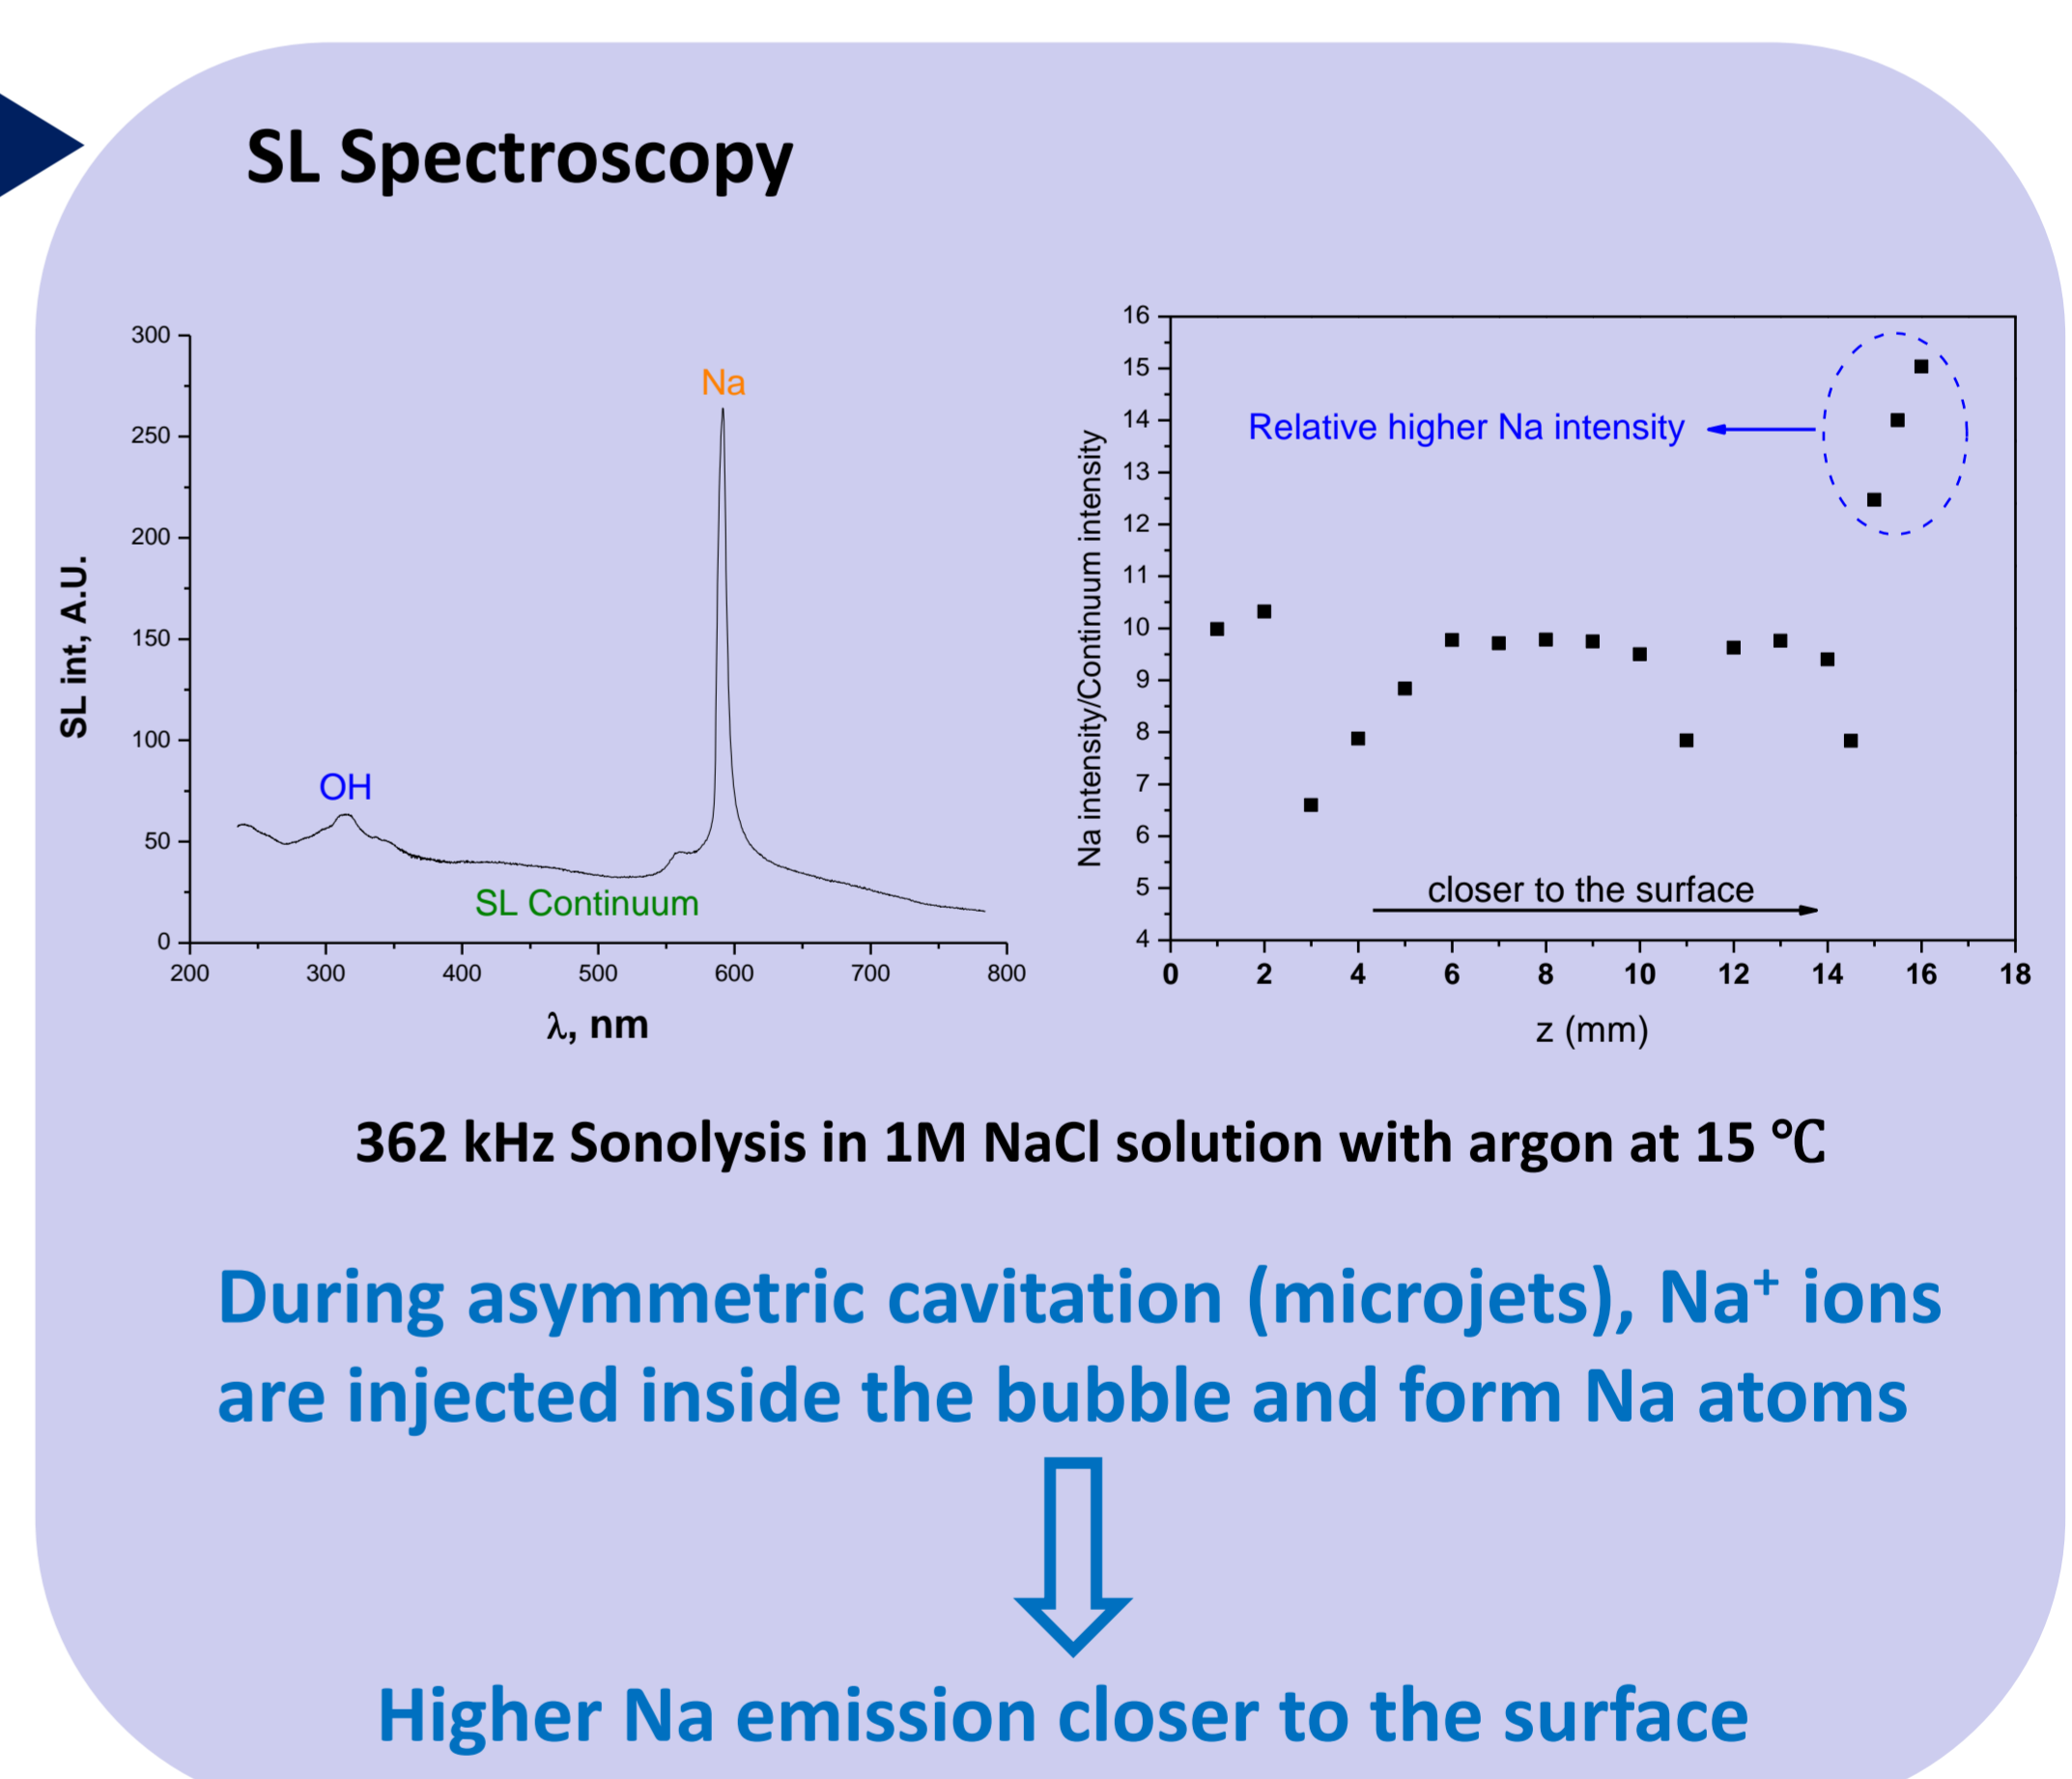 SL Spectroscopy
300
250
200
150
100
50
0
SL int, A.U.
Na
OH
SL Continuum
200 300 400 500 600 700 800
λ, nm
16
15
14
13
12
11
10
9
8
7
6
5
4
Na intensity/Continuum intensity
Relative higher Na intensity
closer to the surface
0 2 4 6 8 10 12 14 16 18
z (mm)
362 kHz Sonolysis in 1M NaCl solution with argon at 15 °C
During asymmetric cavitation (microjets), Na⁺ ions
are injected inside the bubble and form Na atoms
Higher Na emission closer to the surface